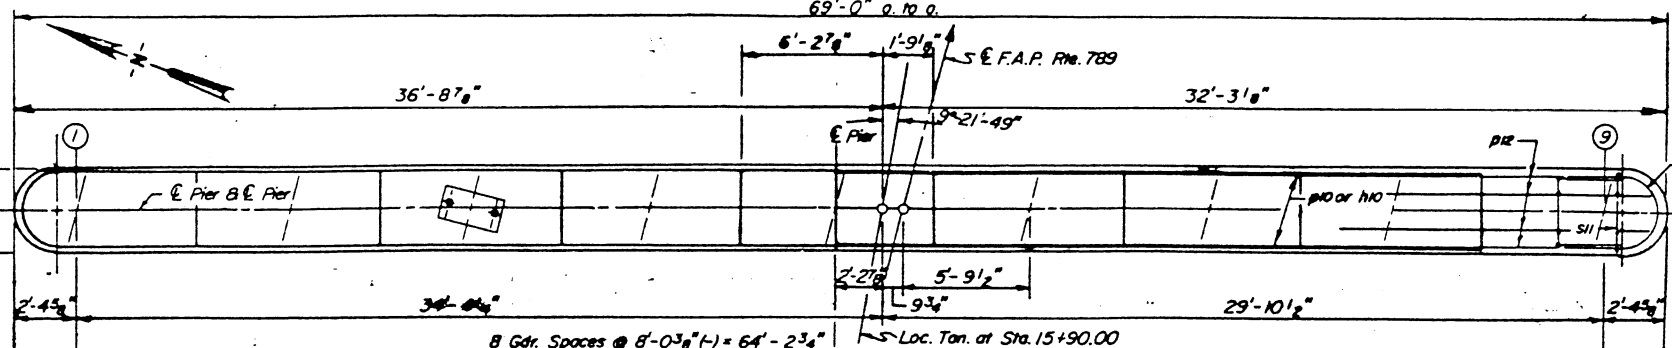 69'-0" o. to o.
6'-2 7/8"
1'-9 1/8"
℄ F.A.P. Rte. 789
N
36'-8 7/8"
32'-3 1/8"
9°-21'-49"
1
℄ Pier
p12
9
℄ Pier & ℄ Pier
p10 or h10
s11
2'-2 7/8"
5'-9 1/2"
2'-4 5/8"
9 3/4"
29'-10 1/2"
2'-4 5/8"
8 Gdr. Spaces @ 8'-0 3/8"(-) = 64'-2 3/4"
Loc. Tan. at Sta. 15+90.00